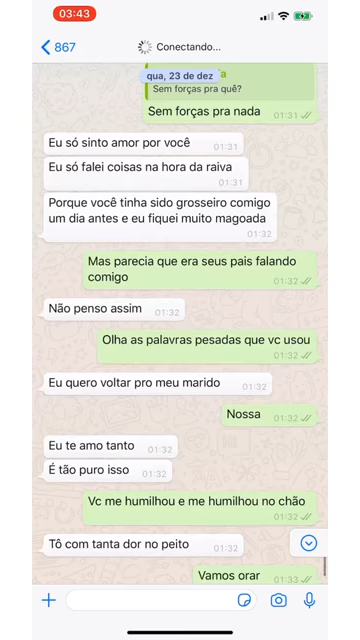 03:43
867
Conectando...
qua, 23 de dez
Sem forças pra quê?
Sem forças pra nada
01:31
Eu só sinto amor por você
01:31
Eu só falei coisas na hora da raiva
01:31
Porque você tinha sido grosseiro comigo
um dia antes e eu fiquei muito magoada
01:32
Mas parecia que era seus pais falando
comigo
01:32
Não penso assim
01:32
Olha as palavras pesadas que vc usou
01:32
Eu quero voltar pro meu marido
01:32
Nossa
01:32
Eu te amo tanto
01:32
É tão puro isso
01:32
Vc me humilhou e me humilhou no chão
01:32
Tô com tanta dor no peito
01:32
Vamos orar
01:33